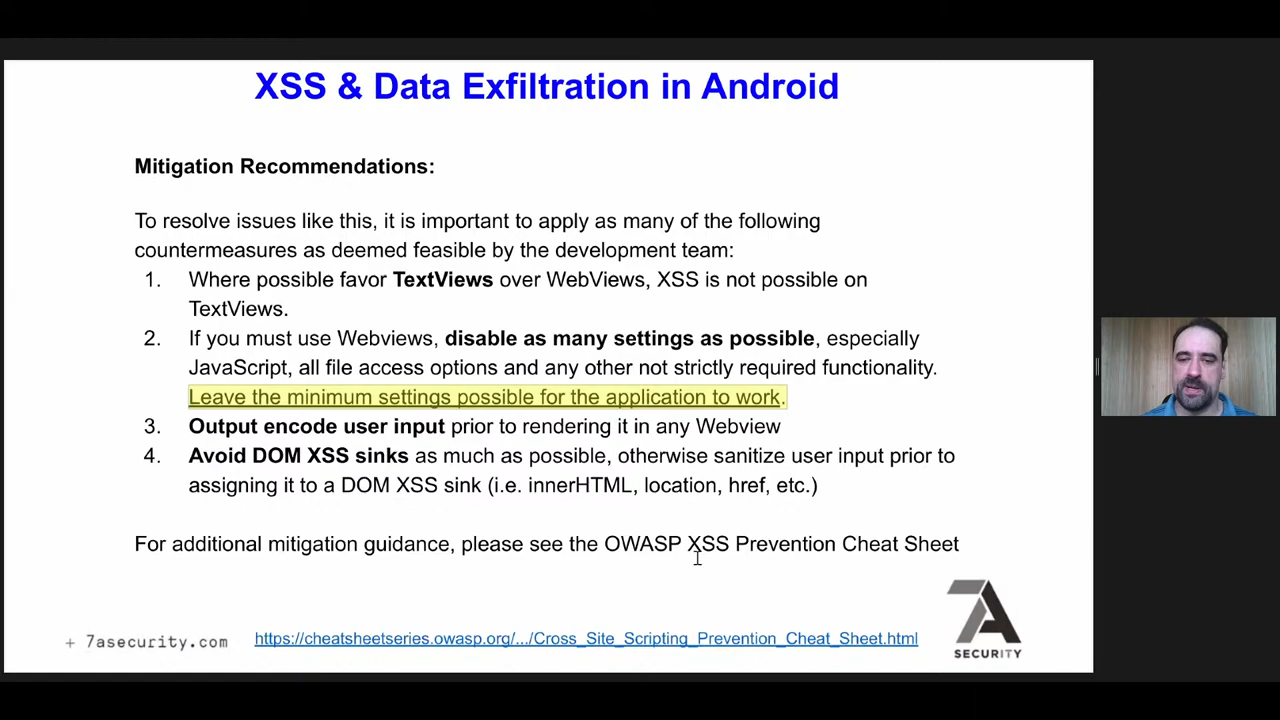 XSS & Data Exfiltration in Android
Mitigation Recommendations:
To resolve issues like this, it is important to apply as many of the following
countermeasures as deemed feasible by the development team:
1. Where possible favor TextViews over WebViews, XSS is not possible on
TextViews.
2. If you must use Webviews, disable as many settings as possible, especially
JavaScript, all file access options and any other not strictly required functionality.
Leave the minimum settings possible for the application to work.
3. Output encode user input prior to rendering it in any Webview
4. Avoid DOM XSS sinks as much as possible, otherwise sanitize user input prior to
assigning it to a DOM XSS sink (i.e. innerHTML, location, href, etc.)
For additional mitigation guidance, please see the OWASP XSS Prevention Cheat Sheet
+ 7asecurity.com
https://cheatsheetseries.owasp.org/.../Cross_Site_Scripting_Prevention_Cheat_Sheet.html
7A
SECURITY